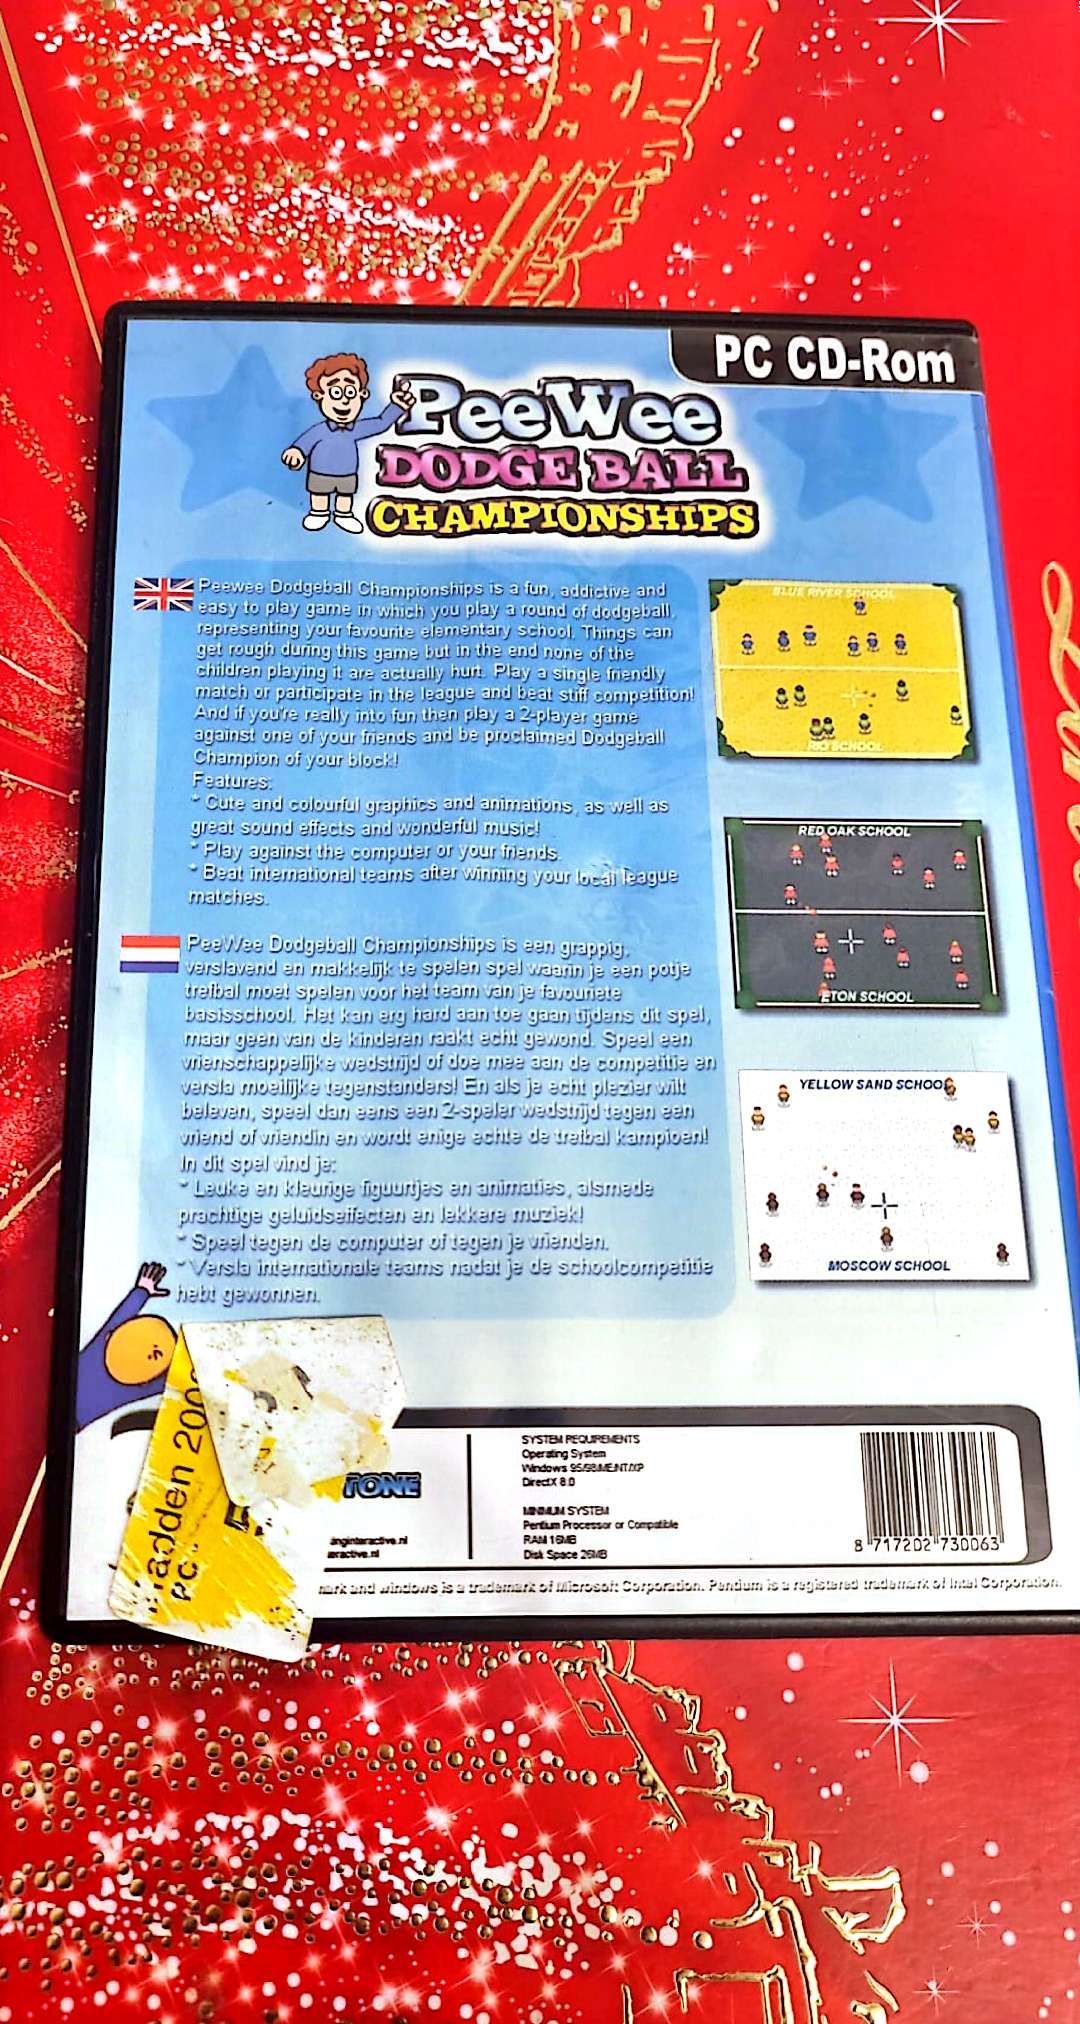 PC CD-Rom
PeeWee
DODGE BALL
CHAMPIONSHIPS
Peewee Dodgeball Championships is a fun, addictive and
easy to play game in which you play a round of dodgeball,
representing your favourite elementary school. Things can
get rough during this game but in the end none of the
children playing it are actually hurt. Play a single friendly
match or participate in the league and beat stiff competition!
And if you're really into fun then play a 2-player game
against one of your friends and be proclaimed Dodgeball
Champion of your block!
Features:
* Cute and colourful graphics and animations, as well as
great sound effects and wonderful music!
* Play against the computer or your friends.
* Beat international teams after winning your local league
matches.
PeeWee Dodgeball Championships is een grappig,
verslavend en makkelijk te spelen spel waarin je een potje
trefbal moet spelen voor het team van je favouriete
basisschool. Het kan erg hard aan toe gaan tijdens dit spel,
maar geen van de kinderen raakt echt gewond. Speel een
vrienschappelijke wedstrijd of doe mee aan de competitie en
versla moeilijke tegenstanders! En als je echt plezier wilt
beleven, speel dan eens een 2-speler wedstrijd tegen een
vriend of vriendin en wordt enige echte de trefbal kampioen!
In dit spel vind je:
* Leuke en kleurige figuurtjes en animaties, alsmede
prachtige geluidseffecten en lekkere muziek!
* Speel tegen de computer of tegen je vrienden.
* Versla internationale teams nadat je de schoolcompetitie
hebt gewonnen.
BLUE RIVER SCHOOL
RIO SCHOOL
RED OAK SCHOOL
ETON SCHOOL
YELLOW SAND SCHOOL
MOSCOW SCHOOL
adden 200
PC
TONE
anginteractive.nl
eractive.nl
SYSTEM REQUIREMENTS
Operating System
Windows 95/98/ME/NT/XP
DirectX 8.0
MINIMUM SYSTEM
Pentium Processor or Compatible
RAM 16MB
Disk Space 26MB
8 717202 730063
mark and windows is a trademark of Microsoft Corporation. Pentium is a registered trademark of Intel Corporation.